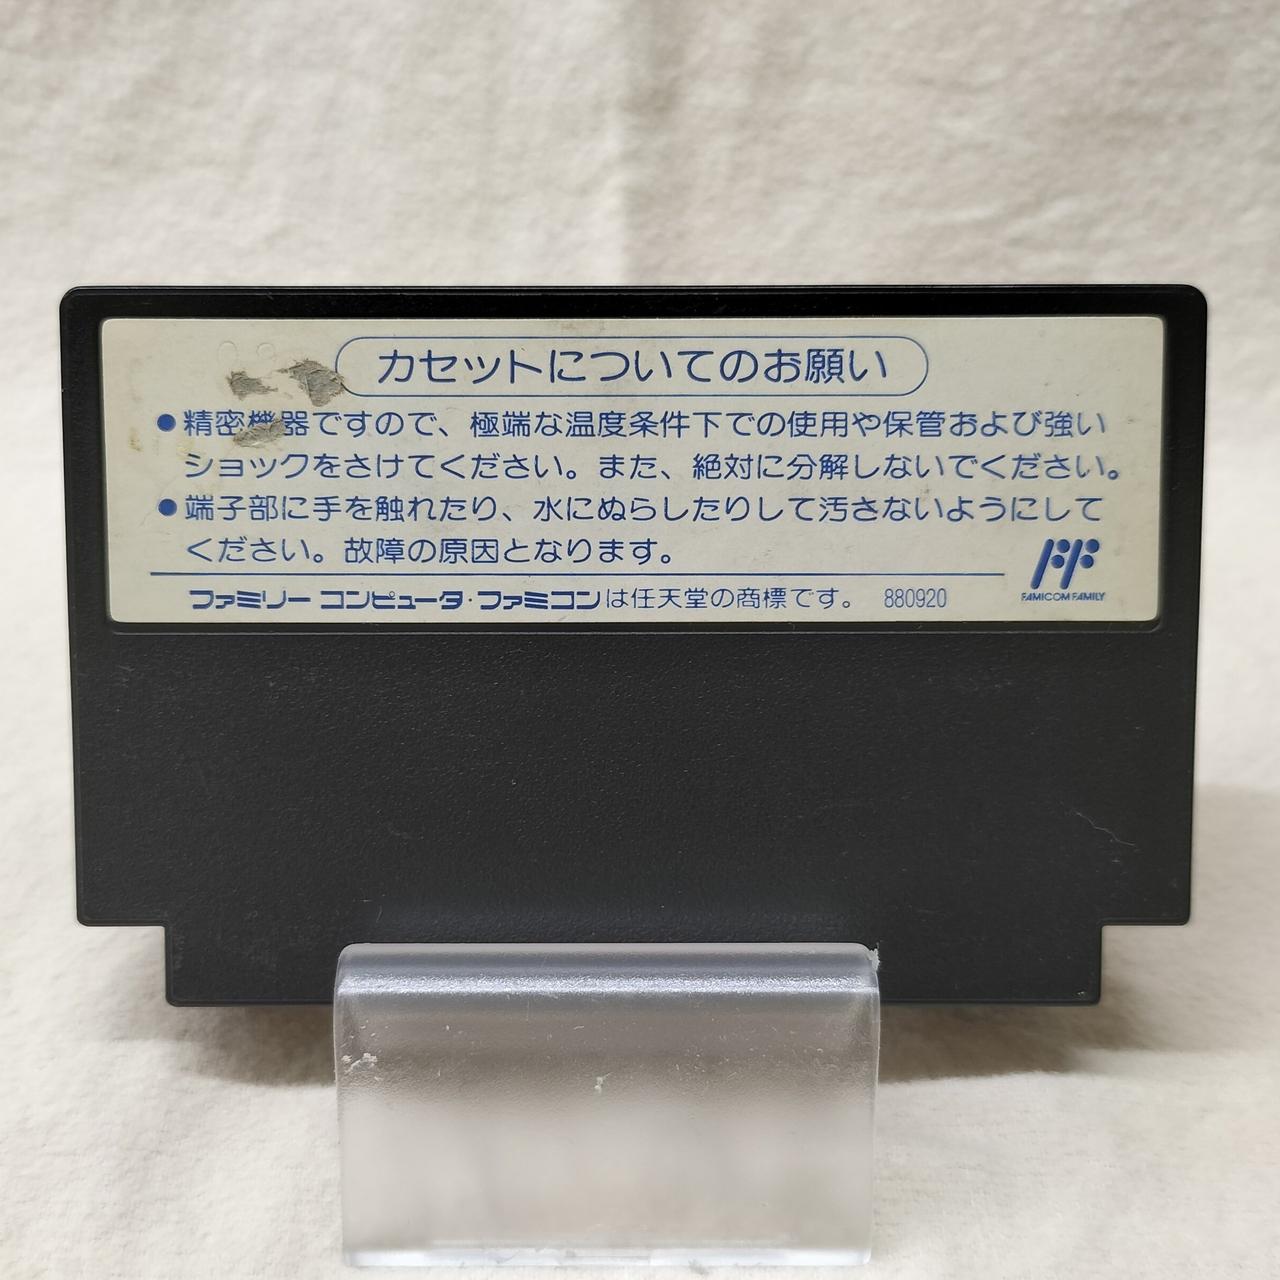 カセットについてのお願い
●精密機器ですので、極端な温度条件下での使用や保管および強い
ショックをさけてください。また、絶対に分解しないでください。
●端子部に手を触れたり、水にぬらしたりして汚さないようにして
ください。故障の原因となります。
ファミリーコンピュータ・ファミコンは任天堂の商標です。 880920
FF
FAMICOM FAMILY